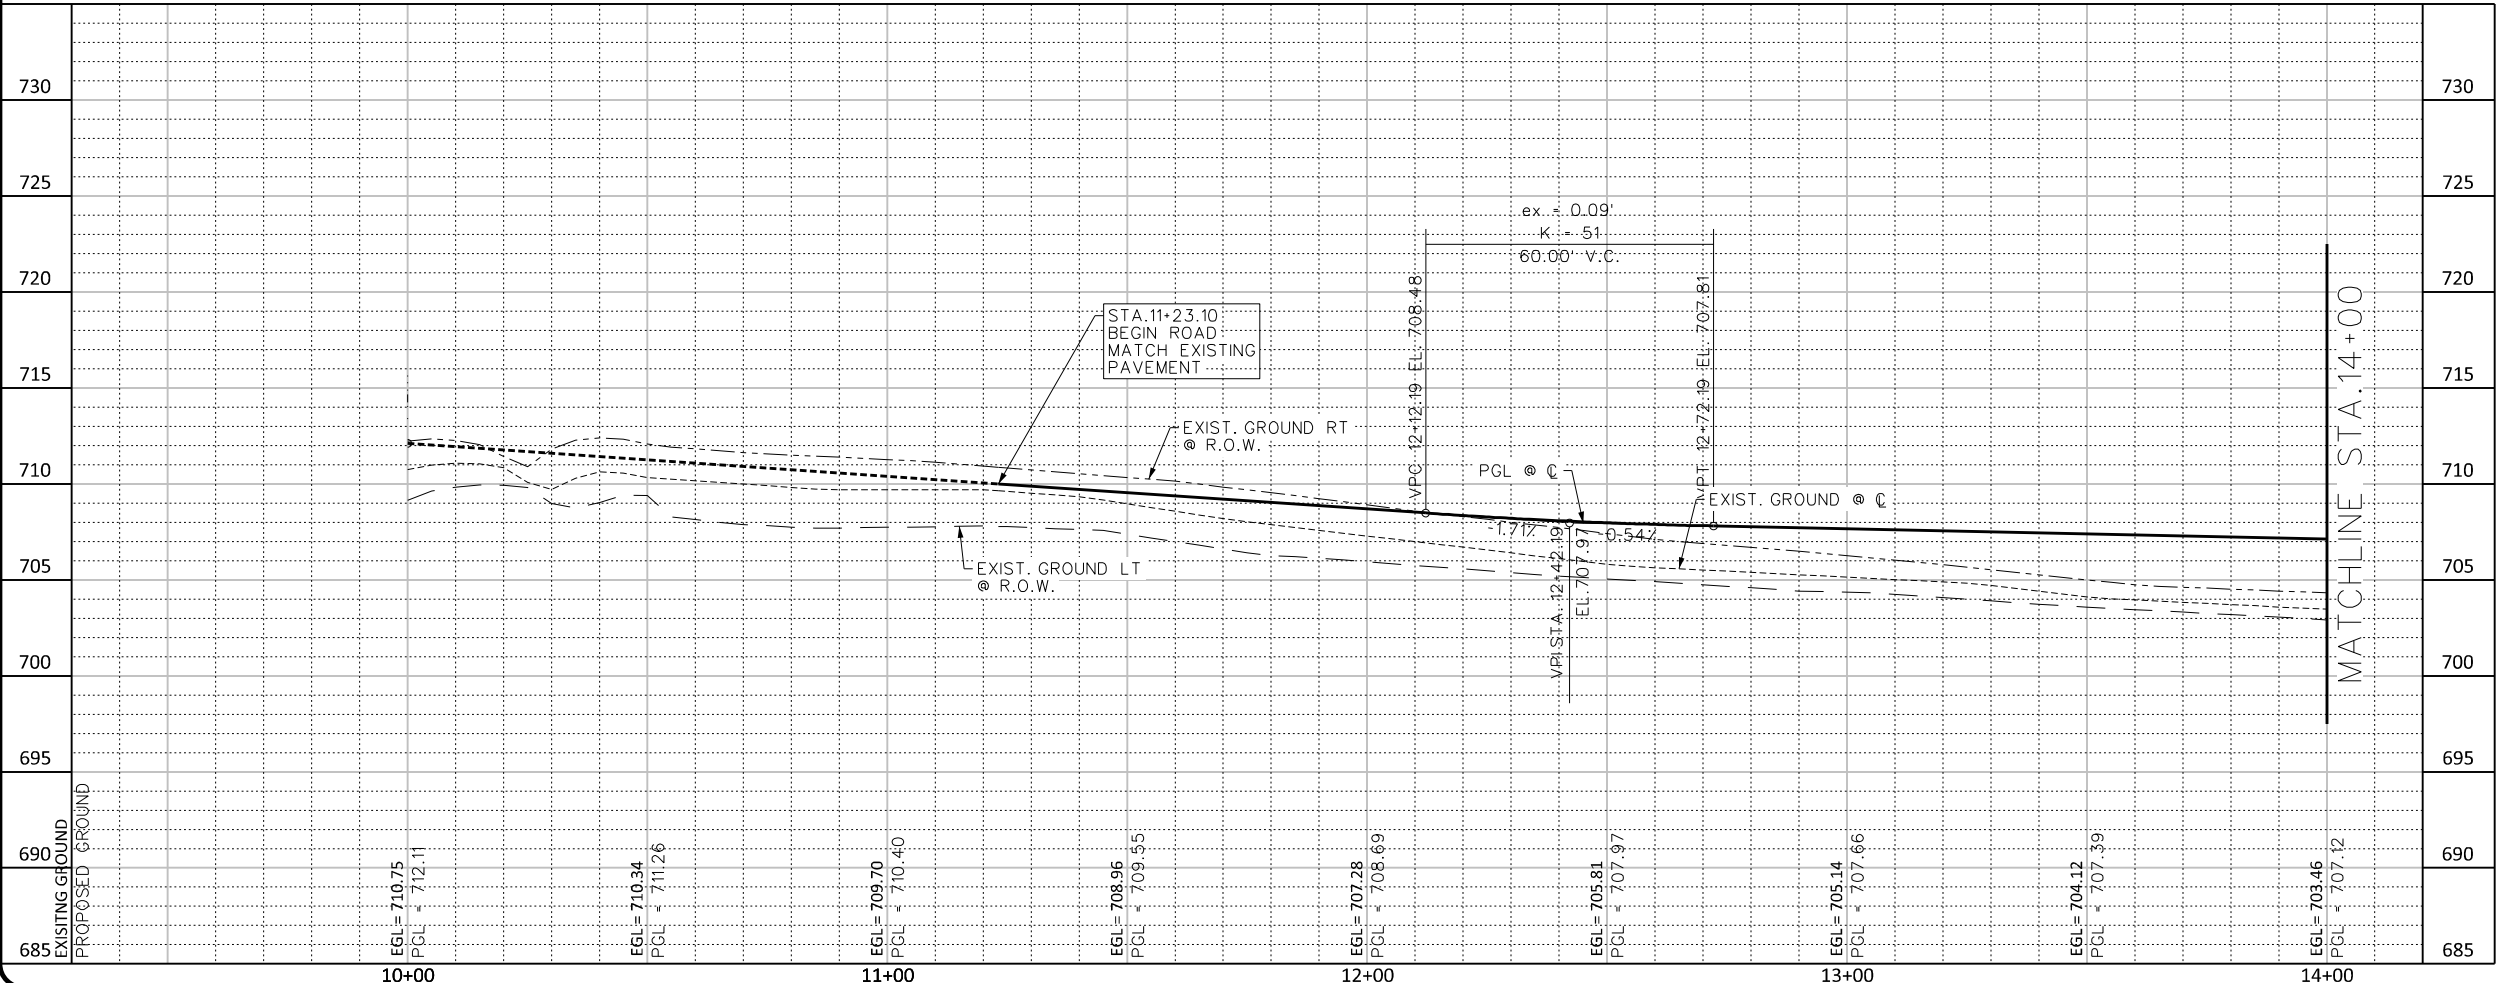 730
725
720
715
710
705
700
695
690
685
730
725
720
715
710
705
700
695
690
685
ex = 0.09'
K = 51
60.00' V.C.
VPC 12+12.19 EL. 708.48
VPT 12+72.19 EL. 707.81
STA.11+23.10
BEGIN ROAD
MATCH EXISTING
PAVEMENT
EXIST. GROUND RT
@ R.O.W.
PGL @ ℄
EXIST. GROUND @ ℄
-1.71%
-0.54%
VPI STA. 12+42.19
EL.707.97
EXIST. GROUND LT
@ R.O.W.
MATCHLINE STA.14+00
EXISITNG GROUND
PROPOSED GROUND
EGL= 710.75
PGL = 712.11
EGL= 710.34
PGL = 711.26
EGL= 709.70
PGL = 710.40
EGL= 708.96
PGL = 709.55
EGL= 707.28
PGL = 708.69
EGL= 705.81
PGL = 707.97
EGL= 705.14
PGL = 707.66
EGL= 704.12
PGL = 707.39
EGL= 703.46
PGL = 707.12
10+00
11+00
12+00
13+00
14+00